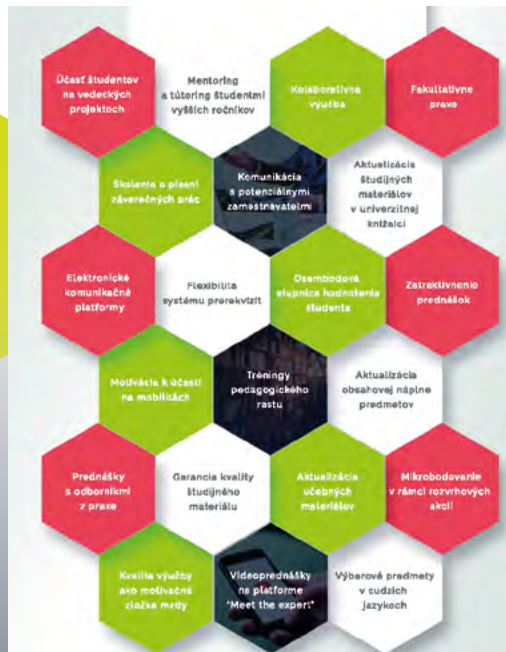 Účasť študentov
na vedeckých
projektoch
Mentoring
a tútoring študentmi
vyšších ročníkov
Kolaboratívna
výučba
Fakultatívne
praxe
Školenia o písaní
záverečných prác
Komunikácia
s potenciálnymi
zamestnávateľmi
Aktualizácia
študijných
materiálov
v univerzitnej
knižnici
Elektronické
komunikačné
platformy
Flexibilita
systému prerekvizít
Osembodová
stupnica hodnotenia
študenta
Zatraktívnenie
prednášok
Motivácia k účasti
na mobilitách
Tréningy
pedagogického
rastu
Aktualizácia
obsahovej náplne
predmetov
Prednášky
s odborníkmi
z praxe
Garancia kvality
študijného
materiálu
Aktualizácia
učebných
materiálov
Mikrobodovanie
v rámci rozvrhových
akcií
Kvalita výučby
ako motivačná
zložka mzdy
Videoprednášky
na platforme
"Meet the expert"
Výberové predmety
v cudzích
jazykoch